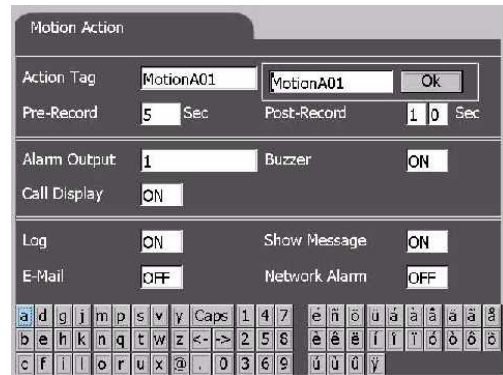 Motion Action
Action Tag MotionA01 MotionA01 Ok
Pre-Record 5 Sec Post-Record 1 0 Sec
Alarm Output 1 Buzzer ON
Call Display ON
Log ON Show Message ON
E-Mail OFF Network Alarm OFF
a d g j m p s v y Caps 1 4 7 é ñ ö ü á à â ä ã å
b e h k n q t w z <- -> 2 5 8 è ê ë í î ï ó ò ô õ
c f i l o r u x @ . 0 3 6 9 ú ù û ÿ